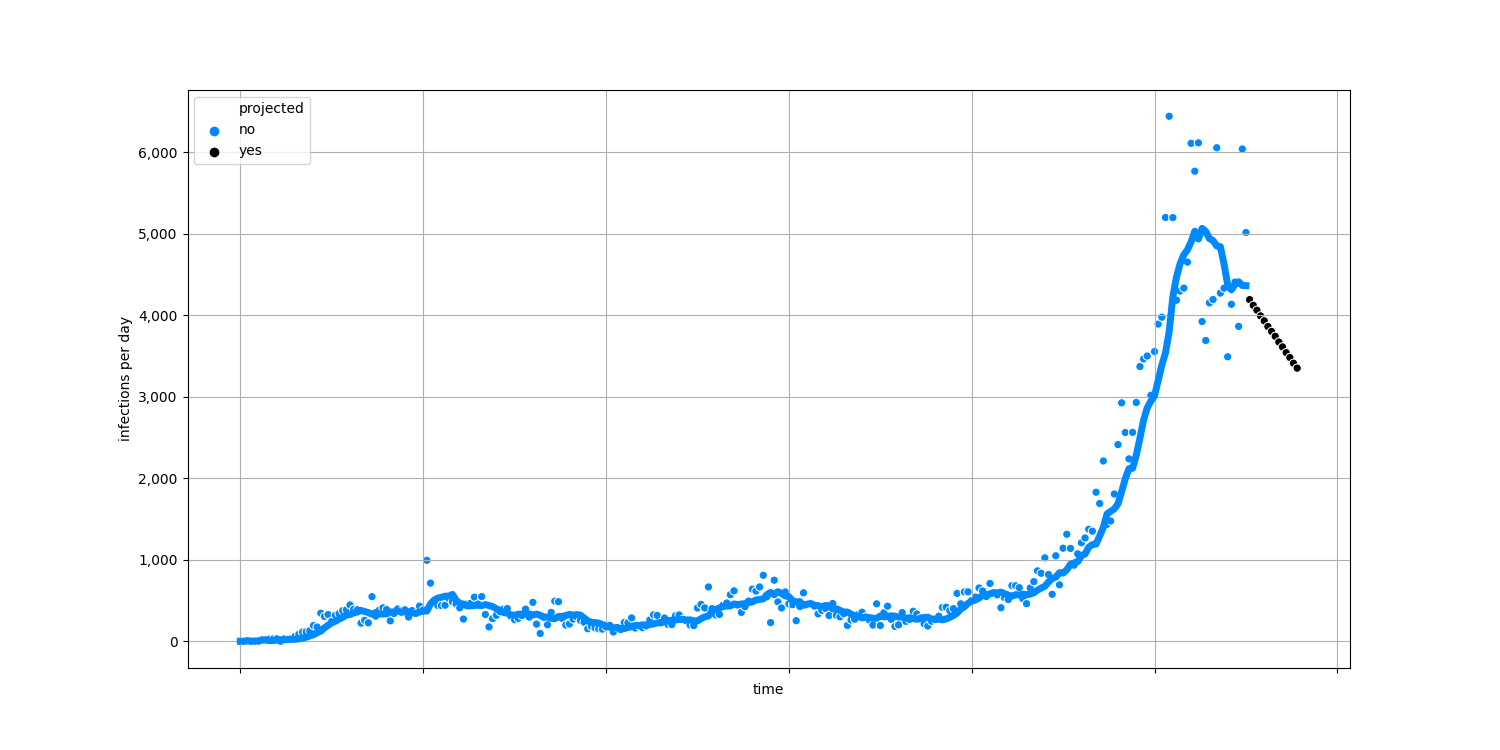 projected
no
yes
6,000
5,000
4,000
3,000
2,000
1,000
0
infections per day
time